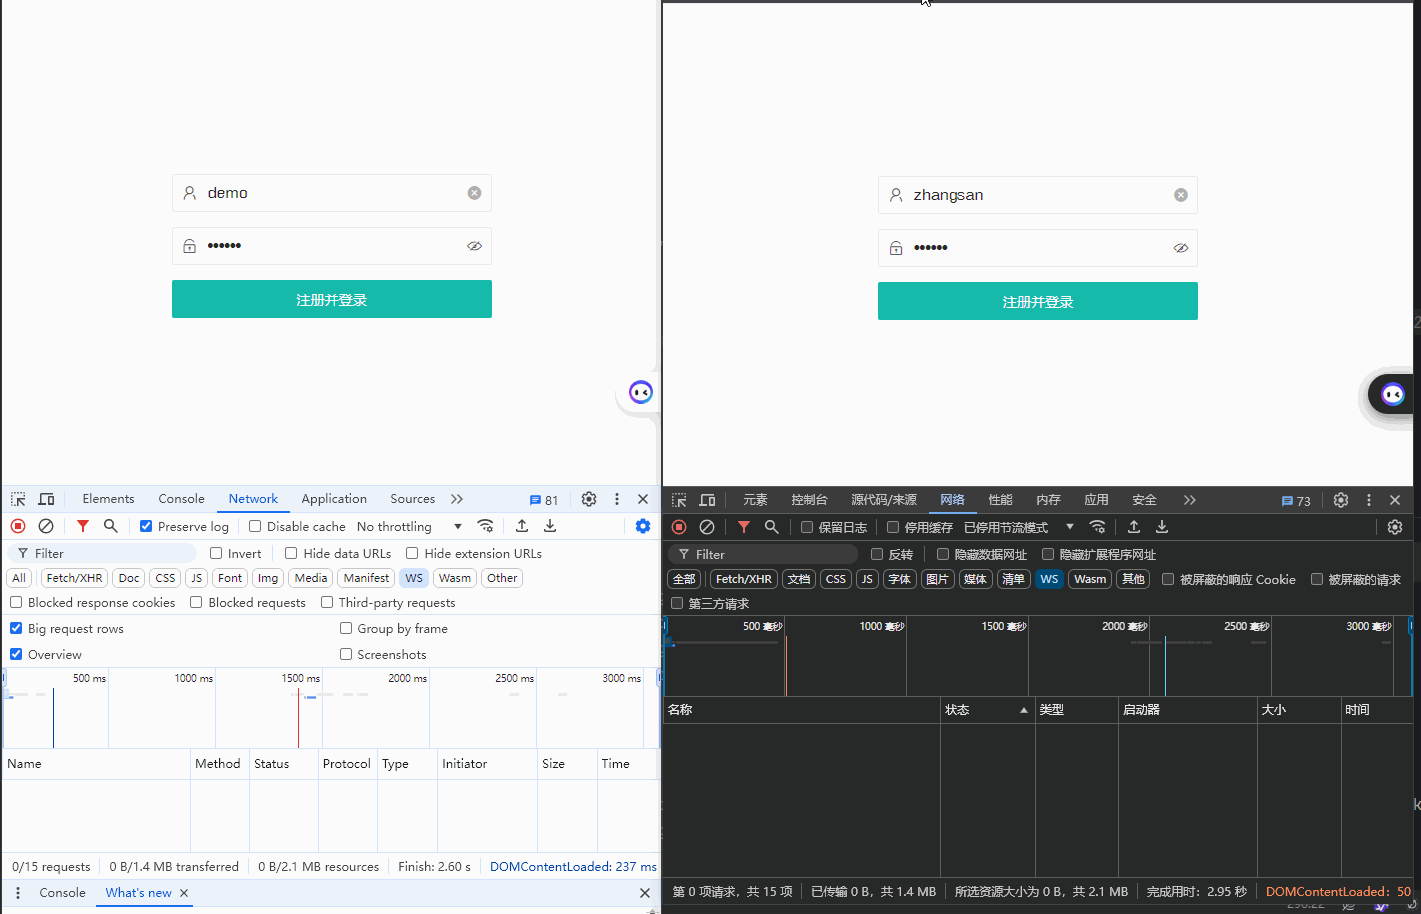 demo
••••••
注册并登录
Elements Console Network Application Sources 81
Preserve log Disable cache No throttling
Filter Invert Hide data URLs Hide extension URLs
All Fetch/XHR Doc CSS JS Font Img Media Manifest WS Wasm Other
Blocked response cookies Blocked requests Third-party requests
Big request rows Group by frame
Overview Screenshots
500 ms 1000 ms 1500 ms 2000 ms 2500 ms 3000 ms
Name Method Status Protocol Type Initiator Size Time
0/15 requests 0 B/1.4 MB transferred 0 B/2.1 MB resources Finish: 2.60 s DOMContentLoaded: 237 ms
Console What's new
zhangsan
••••••
注册并登录
元素 控制台 源代码/来源 网络 性能 内存 应用 安全 73
保留日志 停用缓存 已停用节流模式
Filter 反转 隐藏数据网址 隐藏扩展程序网址
全部 Fetch/XHR 文档 CSS JS 字体 图片 媒体 清单 WS Wasm 其他 被屏蔽的响应 Cookie 被屏蔽的请求
第三方请求
500 毫秒 1000 毫秒 1500 毫秒 2000 毫秒 2500 毫秒 3000 毫秒
名称 状态 类型 启动器 大小 时间
第 0 项请求，共 15 项 已传输 0 B，共 1.4 MB 所选资源大小为 0 B，共 2.1 MB 完成用时：2.95 秒 DOMContentLoaded：50